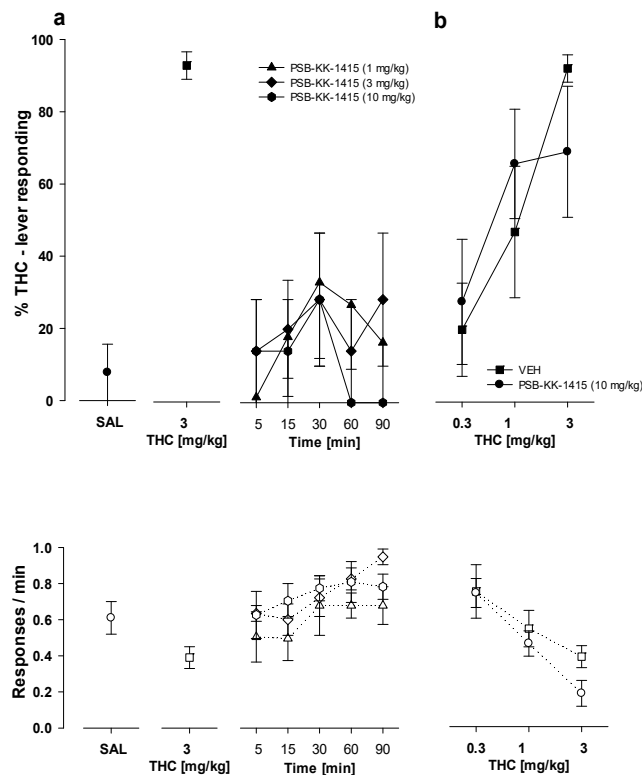 a
b
% THC - lever responding
100
80
60
40
20
0
PSB-KK-1415 (1 mg/kg)
PSB-KK-1415 (3 mg/kg)
PSB-KK-1415 (10 mg/kg)
VEH
PSB-KK-1415 (10 mg/kg)
SAL
3
THC [mg/kg]
5 15 30 60 90
Time [min]
0.3 1 3
THC [mg/kg]
Responses / min
1.0
0.8
0.6
0.4
0.2
0.0
SAL
3
THC [mg/kg]
5 15 30 60 90
Time [min]
0.3 1 3
THC [mg/kg]